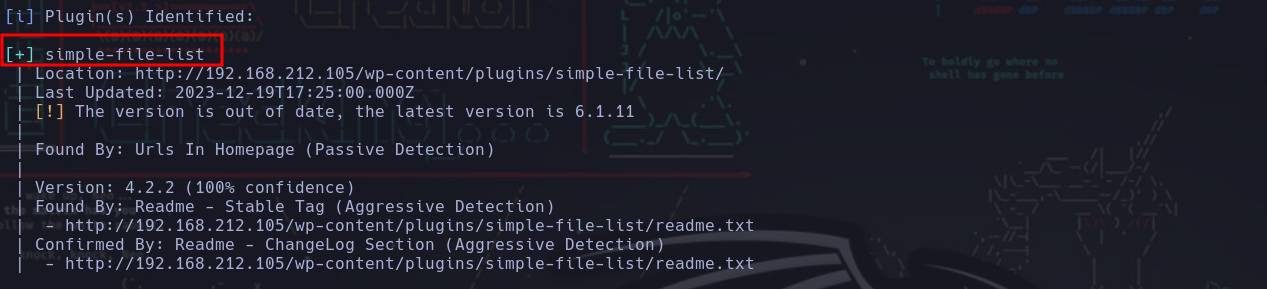 [i] Plugin(s) Identified:
[+] simple-file-list
| Location: http://192.168.212.105/wp-content/plugins/simple-file-list/
| Last Updated: 2023-12-19T17:25:00.000Z
| [!] The version is out of date, the latest version is 6.1.11
|
| Found By: Urls In Homepage (Passive Detection)
|
| Version: 4.2.2 (100% confidence)
| Found By: Readme - Stable Tag (Aggressive Detection)
|  - http://192.168.212.105/wp-content/plugins/simple-file-list/readme.txt
| Confirmed By: Readme - ChangeLog Section (Aggressive Detection)
|  - http://192.168.212.105/wp-content/plugins/simple-file-list/readme.txt
To boldly go where no
shell has gone before